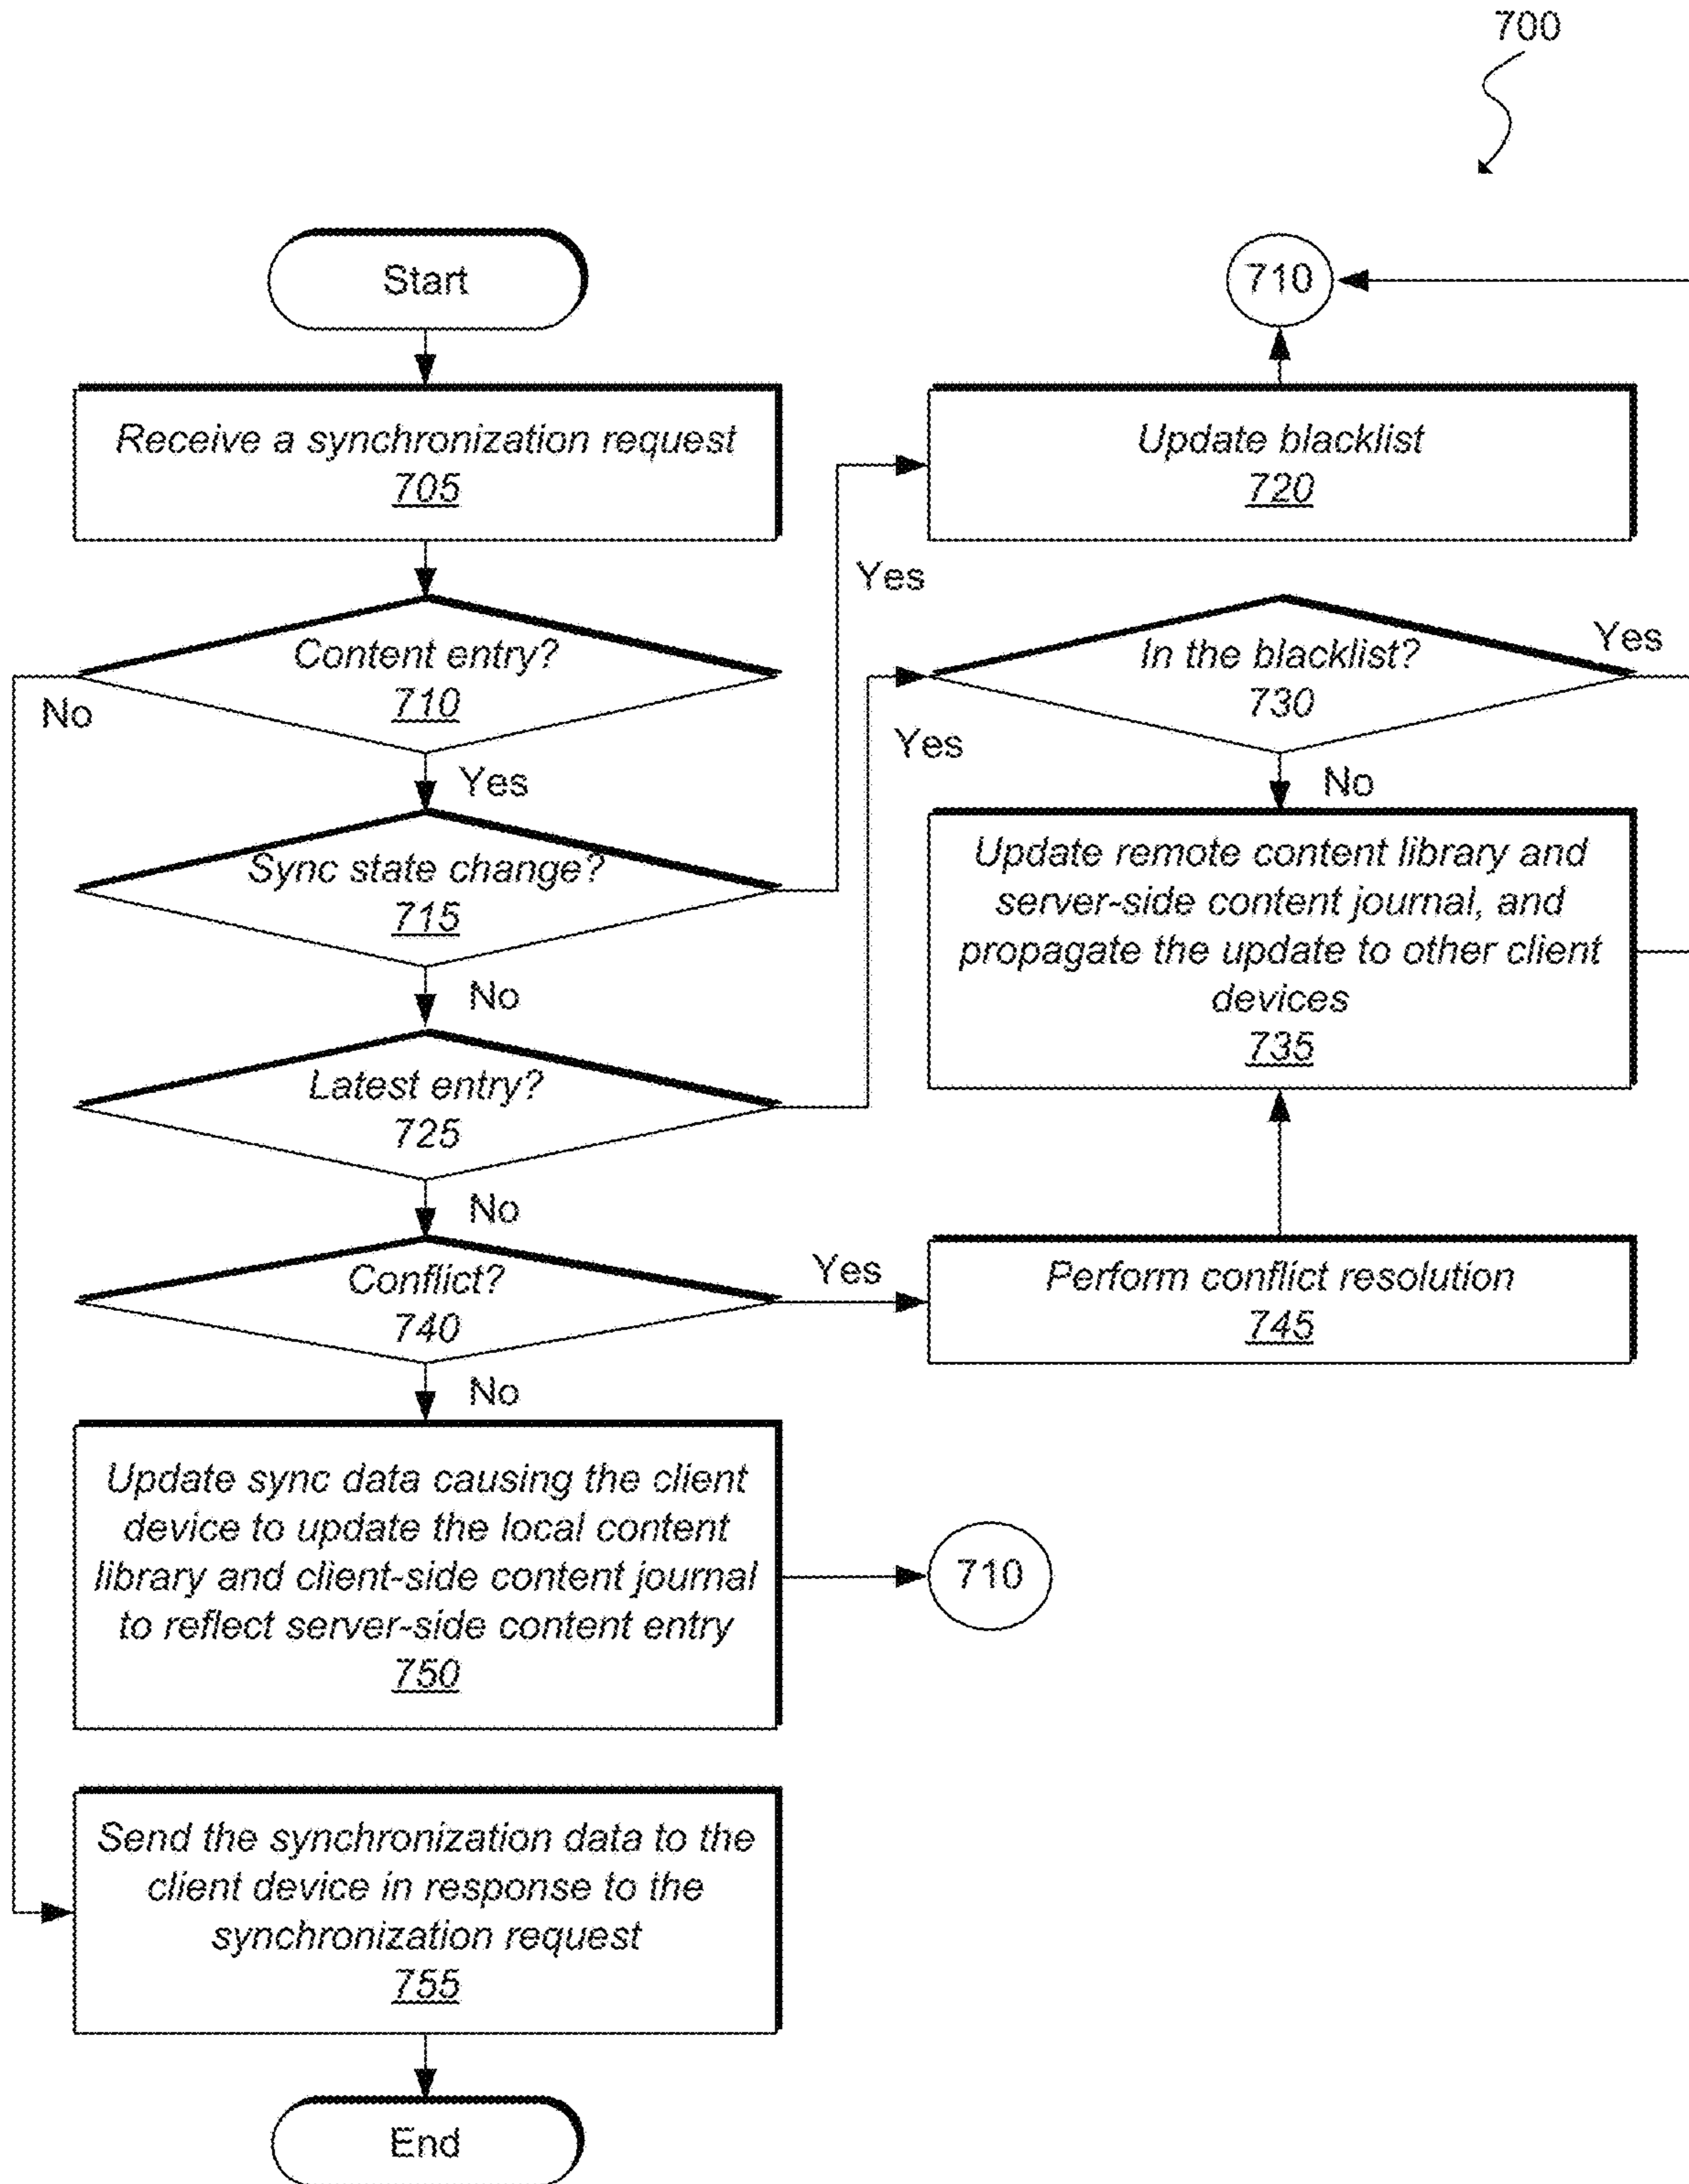 700
Start
710
Receive a synchronization request
705
Update blacklist
720
Yes
Content entry?
710
No
Yes
In the blacklist?
730
Yes
Yes
No
Sync state change?
715
No
Update remote content library and
server-side content journal, and
propagate the update to other client
devices
735
Latest entry?
725
No
Conflict?
740
Yes
Perform conflict resolution
745
No
Update sync data causing the client
device to update the local content
library and client-side content journal
to reflect server-side content entry
750
710
Send the synchronization data to the
client device in response to the
synchronization request
755
End